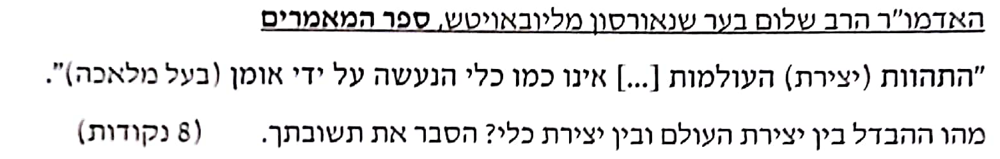 האדמו"ר הרב שלום בער שנאורסון מליובאויטש, ספר המאמרים
"התהוות (יצירת) העולמות [...] אינו כמו כלי הנעשה על ידי אומן (בעל מלאכה)".
מהו ההבדל בין יצירת העולם ובין יצירת כלי? הסבר את תשובתך. (8 נקודות)